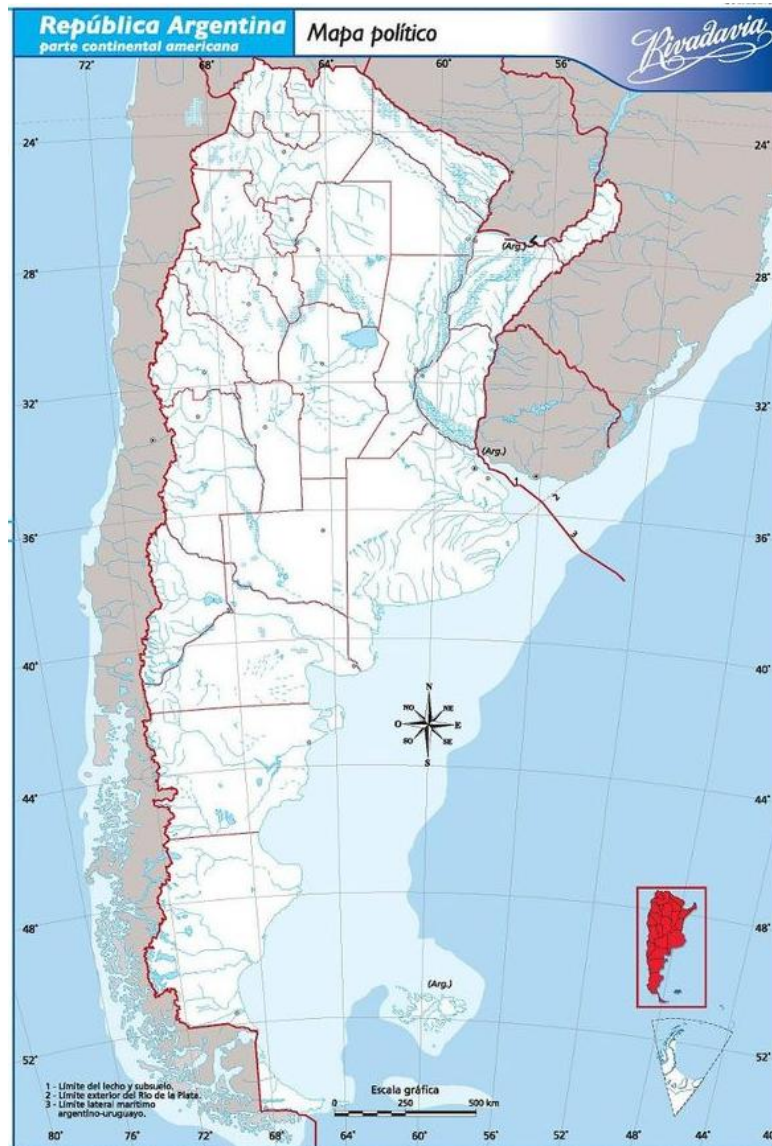 República Argentina
parte continental americana
Mapa político
Rivadavia
72°
68°
64°
60°
56°
24°
24°
(Arg.)
28°
28°
32°
32°
(Arg.)
1
2
3
36°
36°
40°
40°
N
NO
NE
O
E
SO
SE
S
44°
44°
48°
48°
(Arg.)
52°
52°
1 - Límite del lecho y subsuelo.
2 - Límite exterior del Río de la Plata.
3 - Límite lateral marítimo
argentino-uruguayo.
Escala gráfica
0
250
500 km
80°
76°
72°
68°
64°
60°
56°
52°
48°
44°